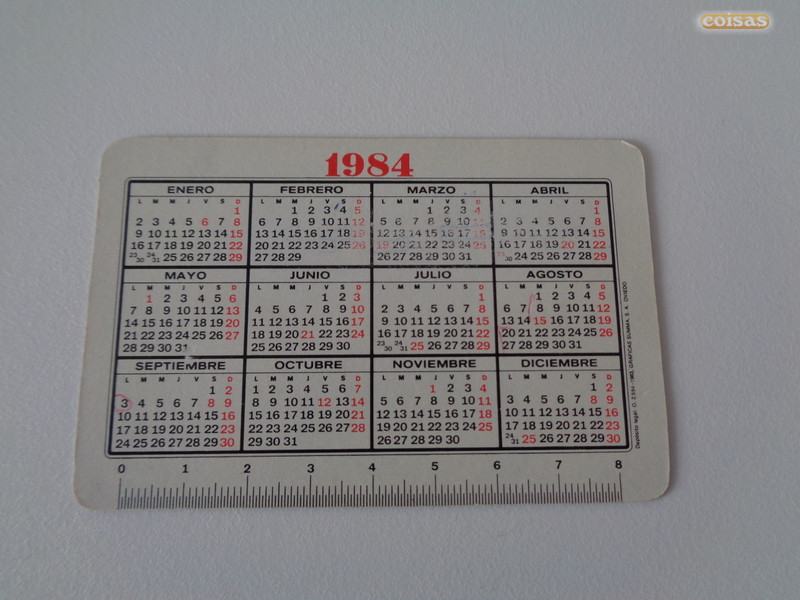 coisas
1984
ENERO FEBRERO MARZO ABRIL
L M M J V S D L M M J V S D L M M J V S D L M M J V S D
1 1 2 3 4 5 1 2 3 4 1
2 3 4 5 6 7 8 6 7 8 9 10 11 12 5 6 7 8 9 10 11 2 3 4 5 6 7 8
9 10 11 12 13 14 15 13 14 15 16 17 18 19 12 13 14 15 16 17 18 9 10 11 12 13 14 15
16 17 18 19 20 21 22 20 21 22 23 24 25 26 19 20 21 22 23 24 25 16 17 18 19 20 21 22
23/30 24/31 25 26 27 28 29 27 28 29 26 27 28 29 30 31 23/30 24 25 26 27 28 29
MAYO JUNIO JULIO AGOSTO
L M M J V S D L M M J V S D L M M J V S D L M M J V S D
1 2 3 4 5 6 1 2 3 1 1 2 3 4 5
7 8 9 10 11 12 13 4 5 6 7 8 9 10 2 3 4 5 6 7 8 6 7 8 9 10 11 12
14 15 16 17 18 19 20 11 12 13 14 15 16 17 9 10 11 12 13 14 15 13 14 15 16 17 18 19
21 22 23 24 25 26 27 18 19 20 21 22 23 24 16 17 18 19 20 21 22 20 21 22 23 24 25 26
28 29 30 31 25 26 27 28 29 30 23/30 24/31 25 26 27 28 29 27 28 29 30 31
SEPTIEMBRE OCTUBRE NOVIEMBRE DICIEMBRE
L M M J V S D L M M J V S D L M M J V S D L M M J V S D
1 2 1 2 3 4 5 6 7 1 2 3 4 1 2
3 4 5 6 7 8 9 8 9 10 11 12 13 14 5 6 7 8 9 10 11 3 4 5 6 7 8 9
10 11 12 13 14 15 16 15 16 17 18 19 20 21 12 13 14 15 16 17 18 10 11 12 13 14 15 16
17 18 19 20 21 22 23 22 23 24 25 26 27 28 19 20 21 22 23 24 25 17 18 19 20 21 22 23
24 25 26 27 28 29 30 29 30 31 26 27 28 29 30 24/31 25 26 27 28 29 30
Depósito legal: O. -1983. GRAFICAS SUMMA, S. A. OVIEDO
0 1 2 3 4 5 6 7 8